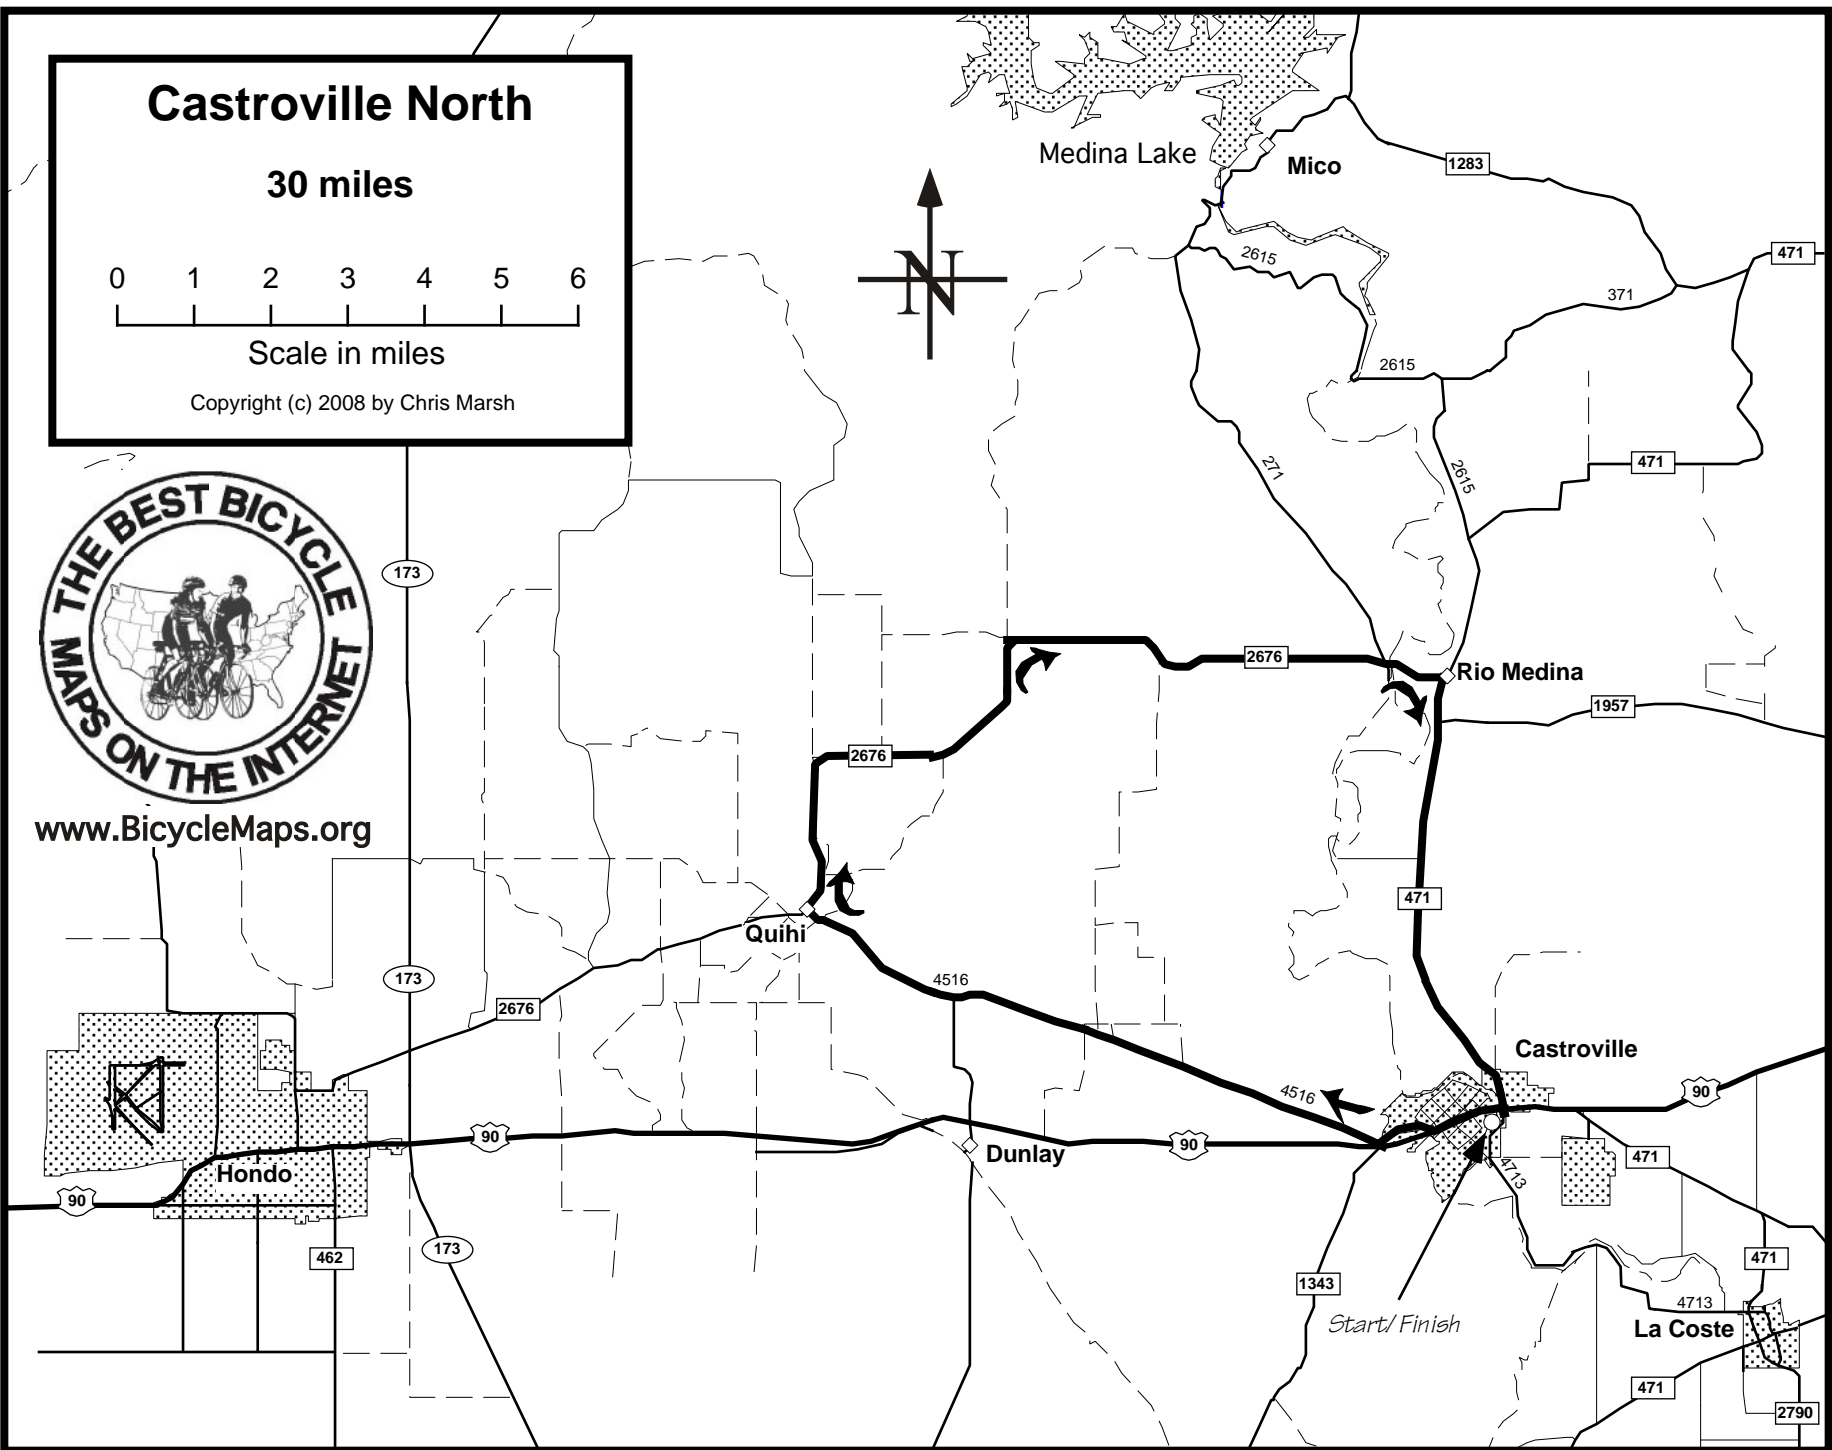 Castroville North
30 miles
0 1 2 3 4 5 6
Scale in miles
Copyright (c) 2008 by Chris Marsh
THE BEST BICYCLE
MAPS ON THE INTERNET
www.BicycleMaps.org
N
Medina Lake
Mico
1283
471
2615
371
2615
471
271
2615
173
2676
Rio Medina
1957
2676
471
Quihi
173
4516
2676
Castroville
4516
90
90
90
Dunlay
471
4713
Hondo
90
462
173
1343
471
4713
Start/Finish
La Coste
471
2790